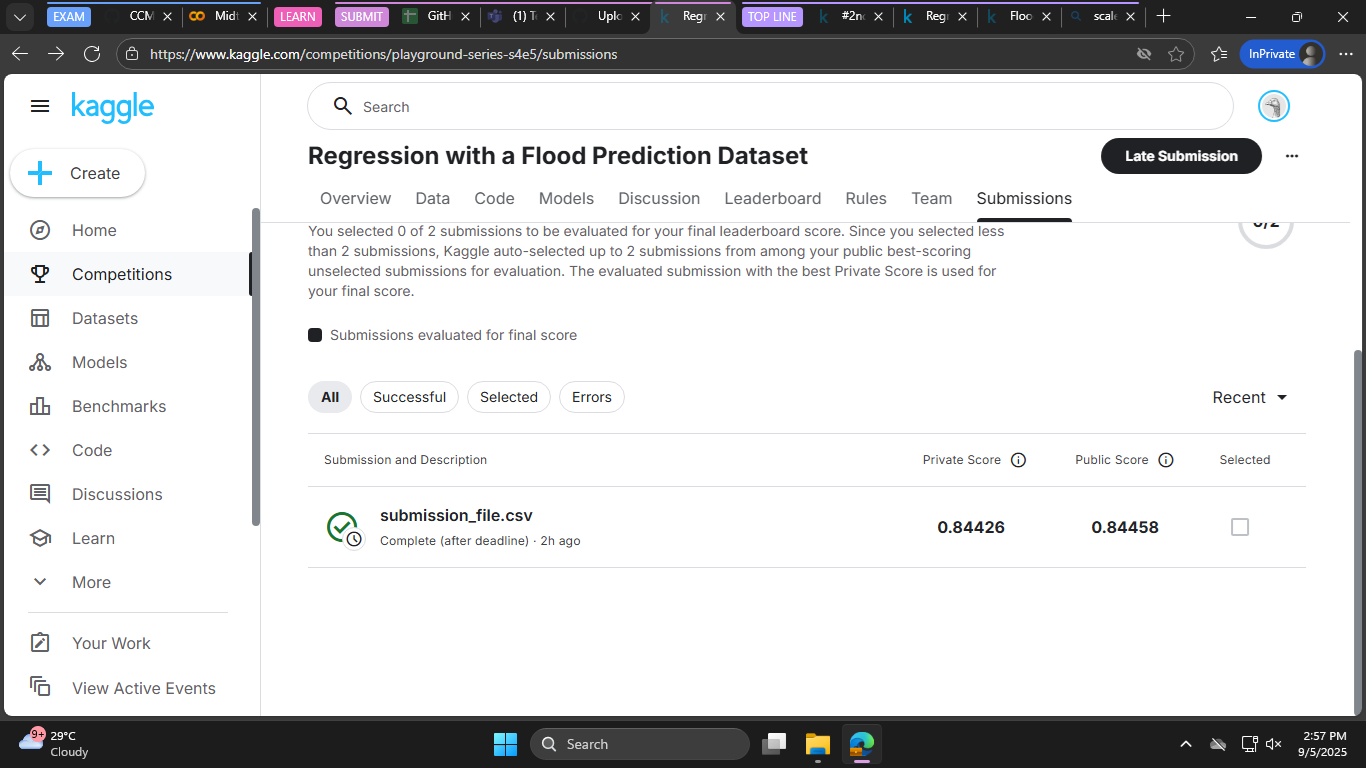 EXAM
CCM
Midt
LEARN
SUBMIT
GitH
(1) Te
Uplo
Regr
TOP LINE
#2nd
Regr
Floo
scale
https://www.kaggle.com/competitions/playground-series-s4e5/submissions
InPrivate
kaggle
Search
Create
Regression with a Flood Prediction Dataset
Late Submission
Overview
Data
Code
Models
Discussion
Leaderboard
Rules
Team
Submissions
Home
Competitions
Datasets
Models
Benchmarks
Code
Discussions
Learn
More
Your Work
View Active Events
You selected 0 of 2 submissions to be evaluated for your final leaderboard score. Since you selected less
than 2 submissions, Kaggle auto-selected up to 2 submissions from among your public best-scoring
unselected submissions for evaluation. The evaluated submission with the best Private Score is used for
your final score.
0/2
Submissions evaluated for final score
All
Successful
Selected
Errors
Recent
Submission and Description
Private Score
Public Score
Selected
submission_file.csv
Complete (after deadline) · 2h ago
0.84426
0.84458
9+
29°C
Cloudy
Search
2:57 PM
9/5/2025